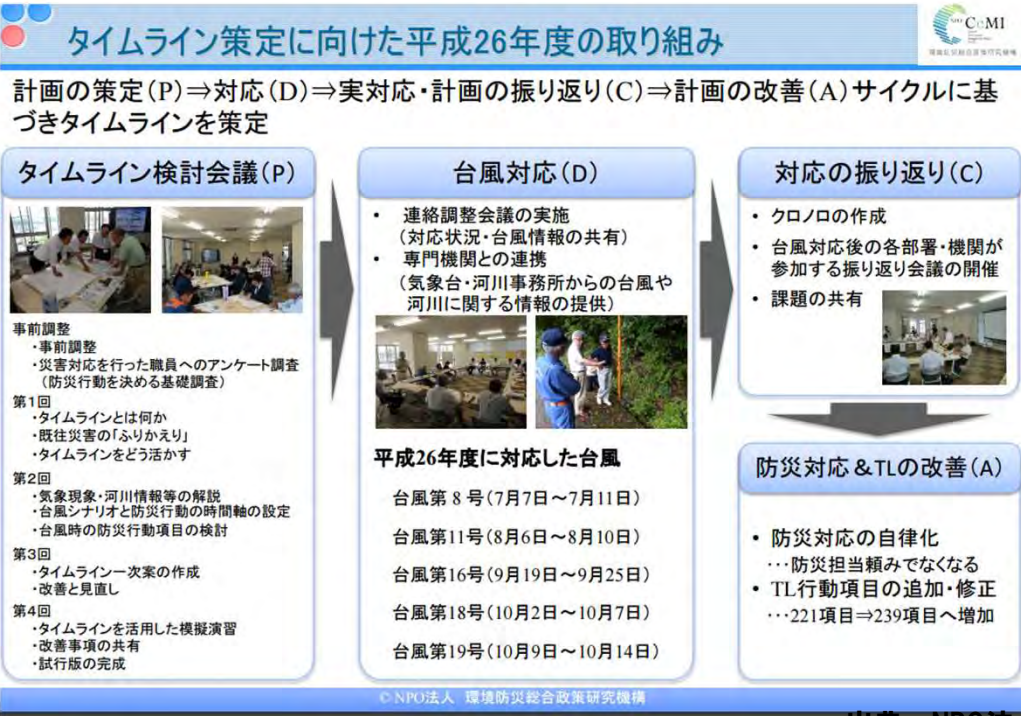 タイムライン策定に向けた平成26年度の取り組み
CeMI
計画の策定(P)⇒対応(D)⇒実対応・計画の振り返り(C)⇒計画の改善(A)サイクルに基
づきタイムラインを策定
タイムライン検討会議(P)
事前調整
・事前調整
・災害対応を行った職員へのアンケート調査
(防災行動を決める基礎調査)
第1回
・タイムラインとは何か
・既往災害の「ふりかえり」
・タイムラインをどう活かす
第2回
・気象現象・河川情報等の解説
・台風シナリオと防災行動の時間軸の設定
・台風時の防災行動項目の検討
第3回
・タイムライン一次案の作成
・改善と見直し
第4回
・タイムラインを活用した模擬演習
・改善事項の共有
・試行版の完成
台風対応(D)
・ 連絡調整会議の実施
(対応状況・台風情報の共有)
・ 専門機関との連携
(気象台・河川事務所からの台風や
河川に関する情報の提供)
平成26年度に対応した台風
台風第 8 号(7月7日～7月11日)
台風第11号(8月6日～8月10日)
台風第16号(9月19日～9月25日)
台風第18号(10月2日～10月7日)
台風第19号(10月9日～10月14日)
対応の振り返り(C)
・ クロノロの作成
・ 台風対応後の各部署・機関が
参加する振り返り会議の開催
・ 課題の共有
防災対応＆TLの改善(A)
・ 防災対応の自律化
…防災担当頼みでなくなる
・ TL行動項目の追加・修正
…221項目⇒239項目へ増加
© NPO法人 環境防災総合政策研究機構